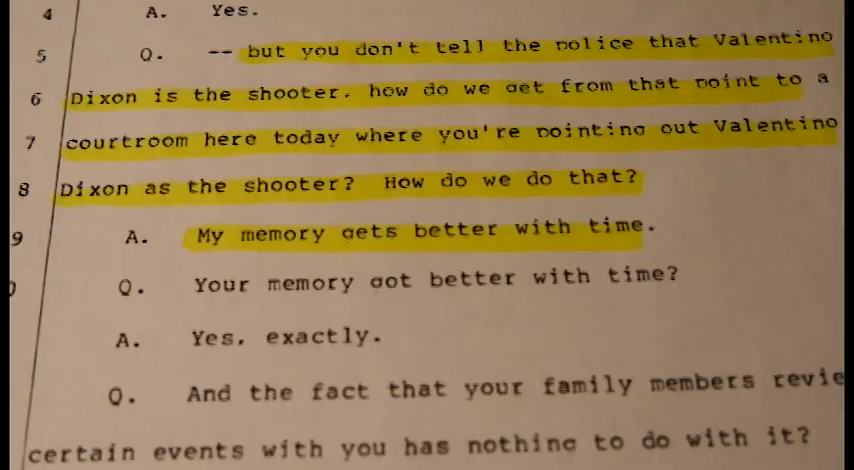 4 A. Yes.
5 Q. -- but you don't tell the police that Valentino
6 Dixon is the shooter, how do we get from that point to a
7 courtroom here today where you're pointing out Valentino
8 Dixon as the shooter? How do we do that?
9 A. My memory gets better with time.
0 Q. Your memory got better with time?
A. Yes, exactly.
Q. And the fact that your family members revie
certain events with you has nothing to do with it?